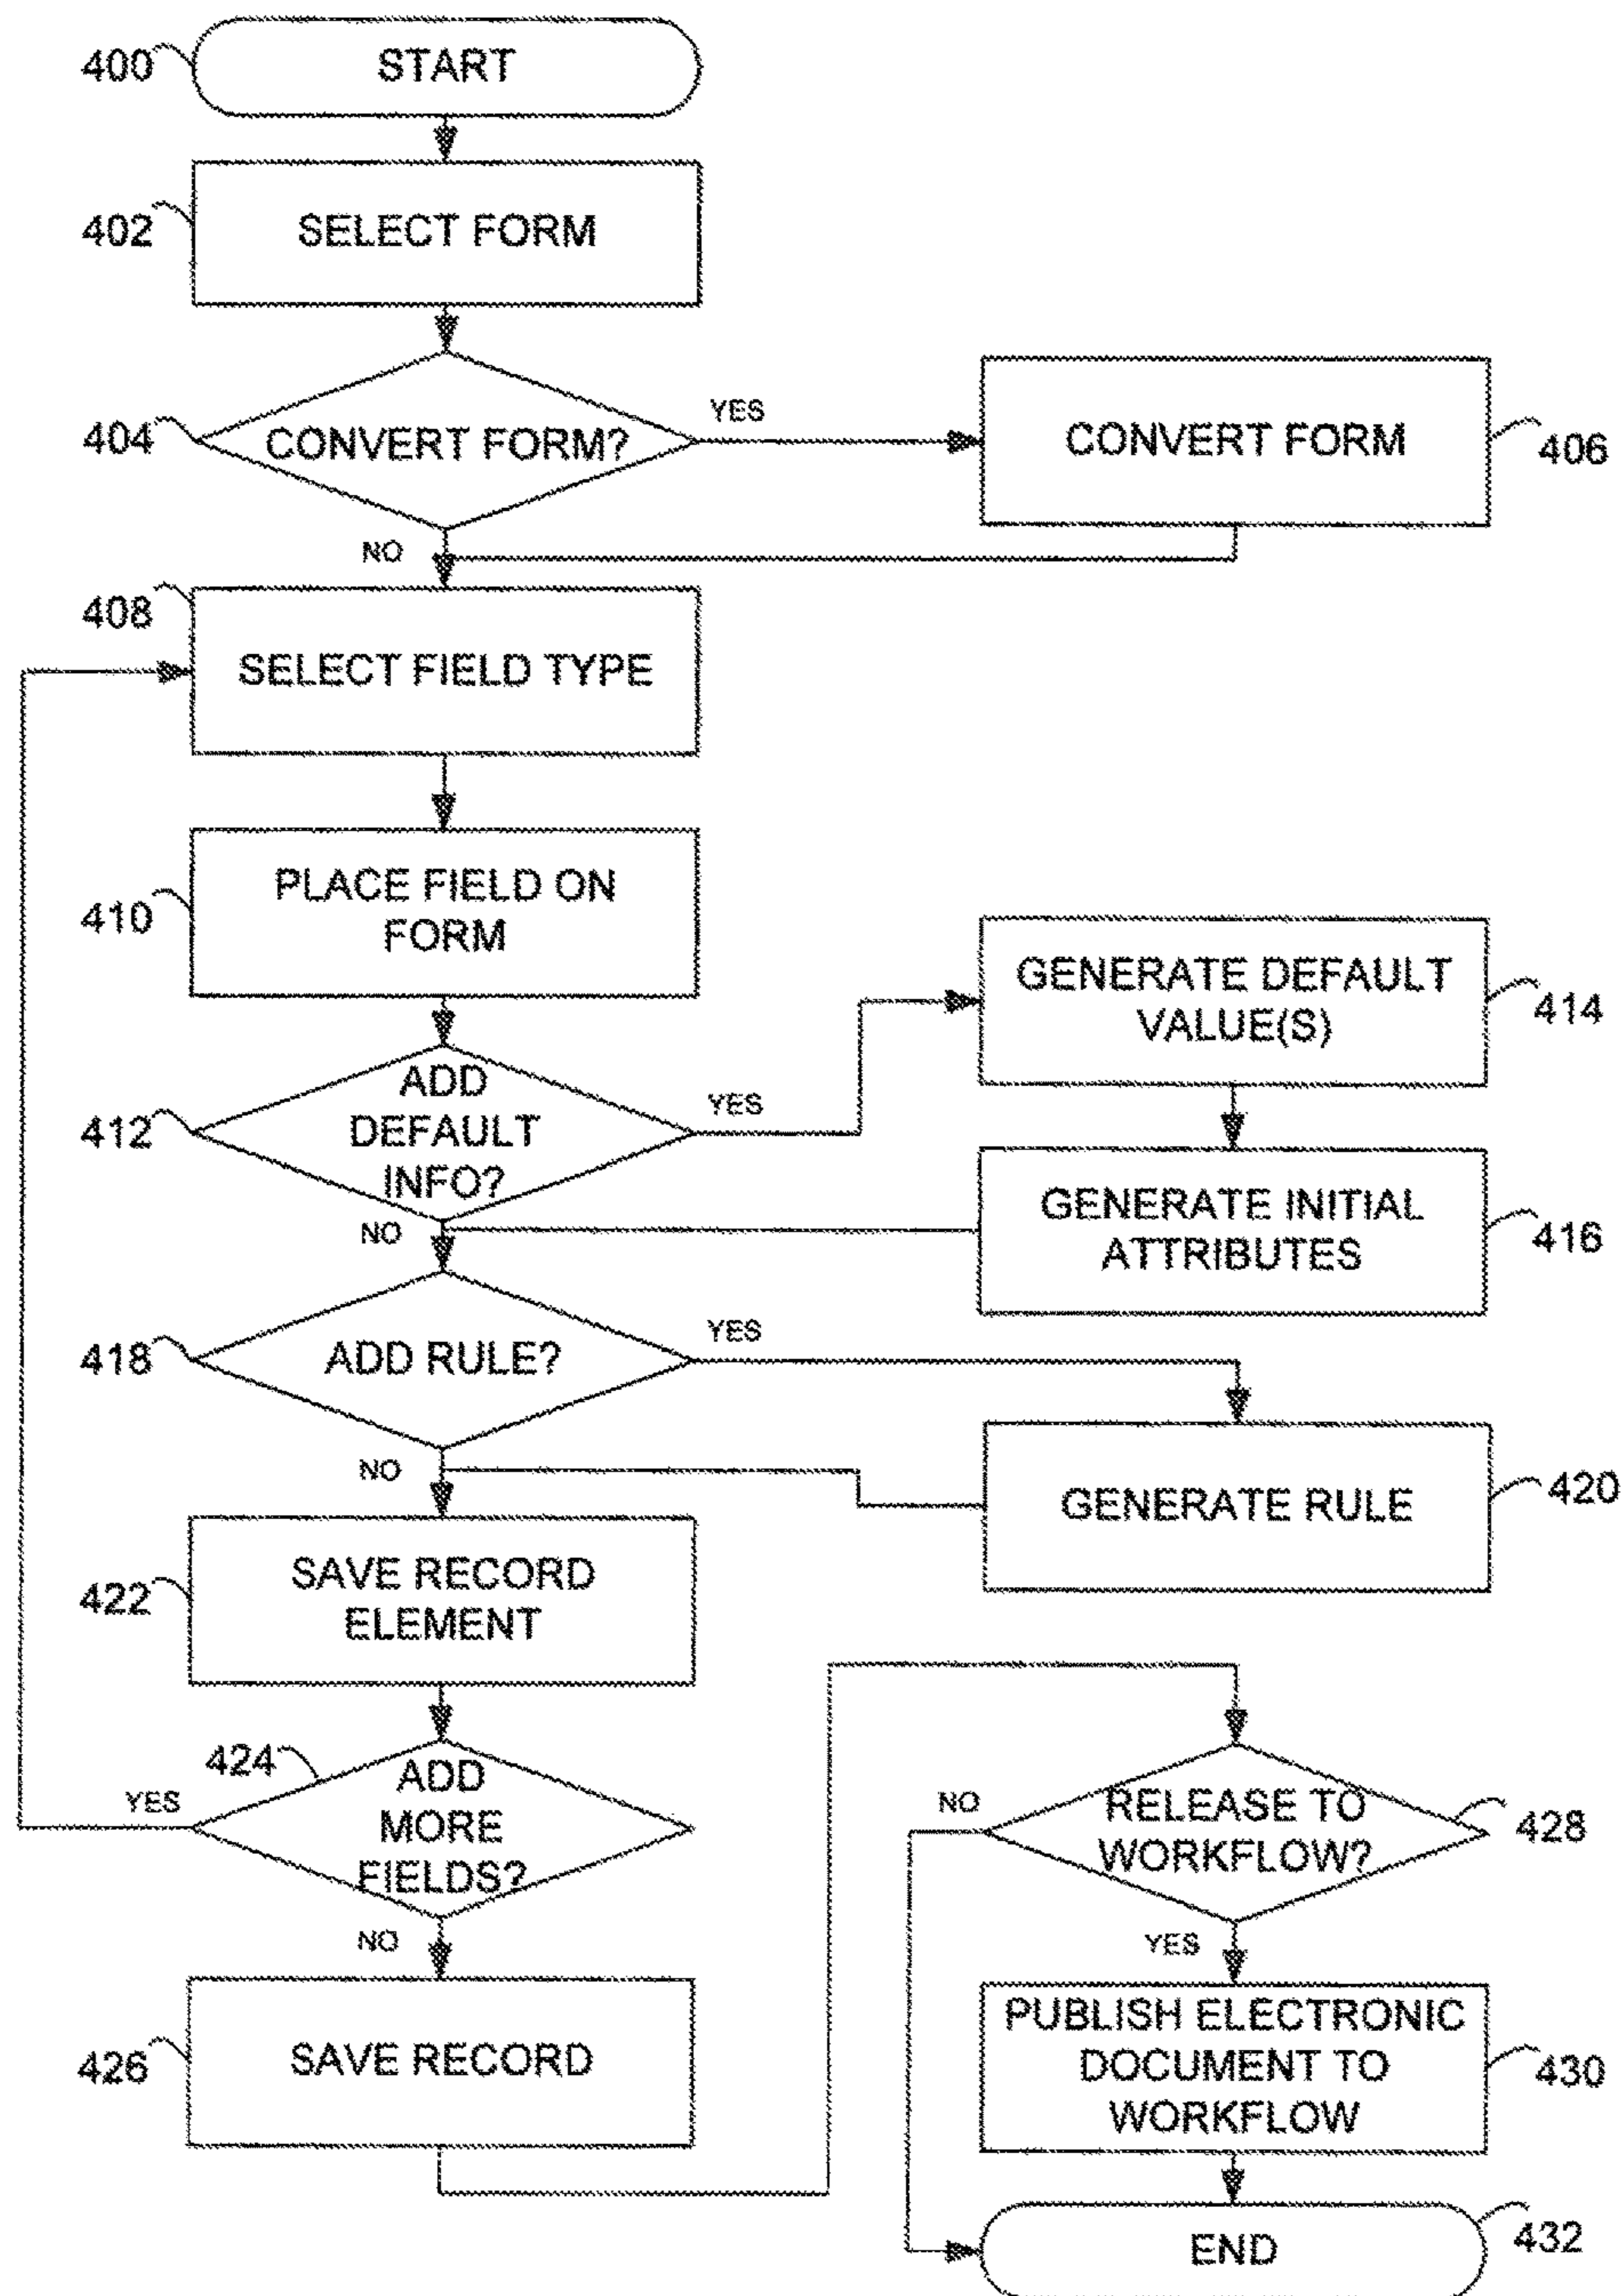 400
START
402
SELECT FORM
404
CONVERT FORM?
YES
CONVERT FORM
406
NO
408
SELECT FIELD TYPE
410
PLACE FIELD ON
FORM
412
ADD
DEFAULT
INFO?
YES
GENERATE DEFAULT
VALUE(S)
414
GENERATE INITIAL
ATTRIBUTES
416
NO
418
ADD RULE?
YES
GENERATE RULE
420
NO
422
SAVE RECORD
ELEMENT
424
ADD
MORE
FIELDS?
YES
NO
426
SAVE RECORD
RELEASE TO
WORKFLOW?
428
NO
YES
PUBLISH ELECTRONIC
DOCUMENT TO
WORKFLOW
430
END
432